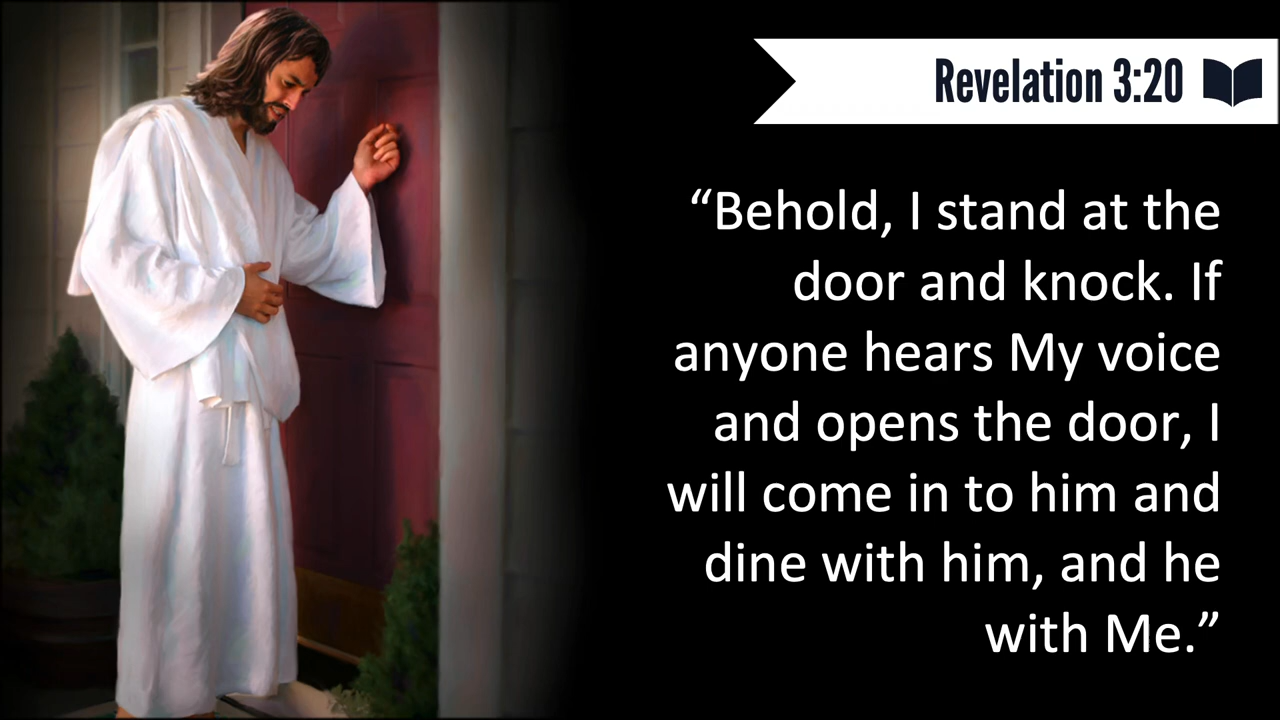 Revelation 3:20
“Behold, I stand at the
door and knock. If
anyone hears My voice
and opens the door, I
will come in to him and
dine with him, and he
with Me.”